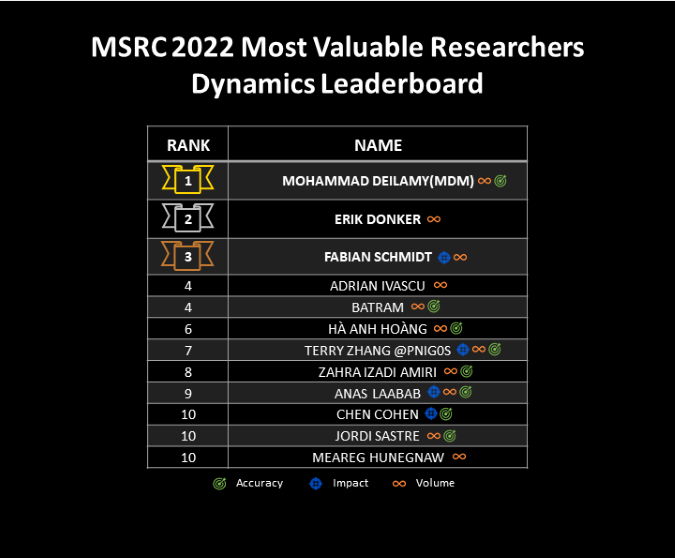 MSRC 2022 Most Valuable Researchers
Dynamics Leaderboard
RANK NAME
1 MOHAMMAD DEILAMY(MDM)
2 ERIK DONKER
3 FABIAN SCHMIDT
4 ADRIAN IVASCU
4 BATRAM
6 HÀ ANH HOÀNG
7 TERRY ZHANG @PNIG0S
8 ZAHRA IZADI AMIRI
9 ANAS LAABAB
10 CHEN COHEN
10 JORDI SASTRE
10 MEAREG HUNEGNAW
Accuracy Impact Volume